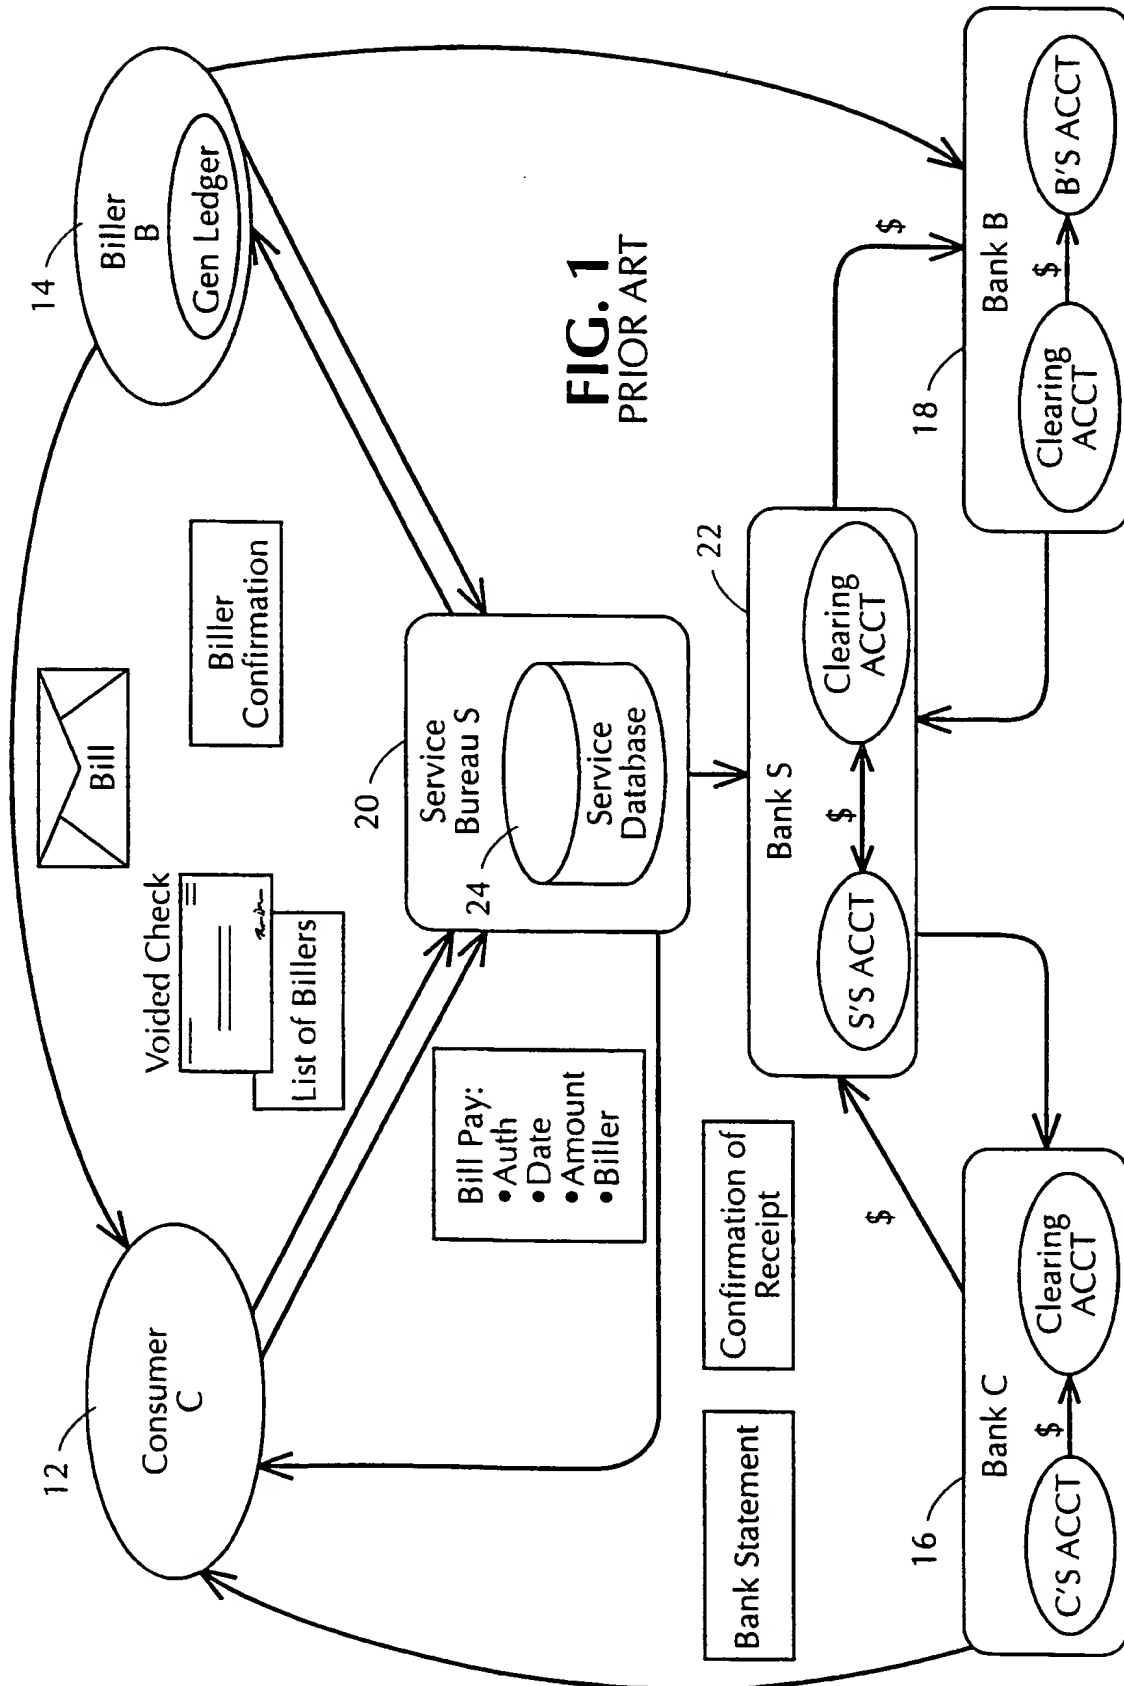 12
Consumer
C
Voided Check
List of Billers
Bill
Biller
Confirmation
14
Biller
B
Gen Ledger
Bill Pay:
•Auth
•Date
•Amount
•Biller
20
Service
Bureau S
24
Service
Database
FIG. 1
PRIOR ART
Bank Statement
Confirmation of
Receipt
$
22
Bank S
S'S ACCT
$
Clearing
ACCT
$
16
Bank C
C'S ACCT
$
Clearing
ACCT
18
Bank B
Clearing
ACCT
$
B'S ACCT